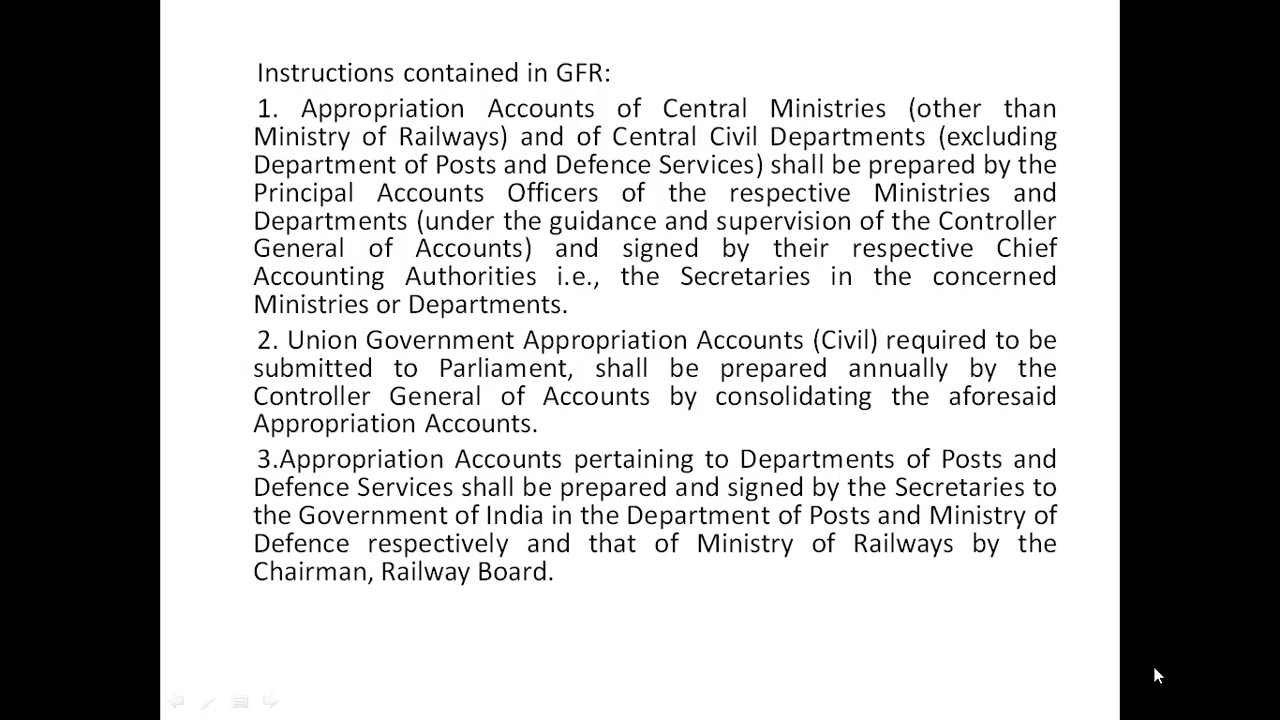 Instructions contained in GFR:
1. Appropriation Accounts of Central Ministries (other than
Ministry of Railways) and of Central Civil Departments (excluding
Department of Posts and Defence Services) shall be prepared by the
Principal Accounts Officers of the respective Ministries and
Departments (under the guidance and supervision of the Controller
General of Accounts) and signed by their respective Chief
Accounting Authorities i.e., the Secretaries in the concerned
Ministries or Departments.
2. Union Government Appropriation Accounts (Civil) required to be
submitted to Parliament, shall be prepared annually by the
Controller General of Accounts by consolidating the aforesaid
Appropriation Accounts.
3.Appropriation Accounts pertaining to Departments of Posts and
Defence Services shall be prepared and signed by the Secretaries to
the Government of India in the Department of Posts and Ministry of
Defence respectively and that of Ministry of Railways by the
Chairman, Railway Board.